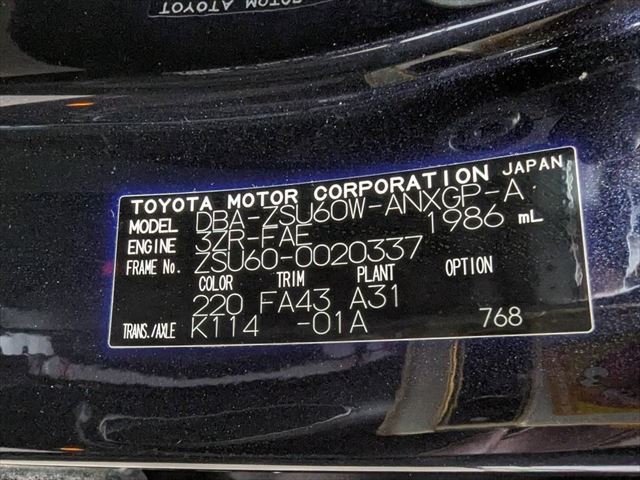 TOYOTA MOTOR CORPORATION JAPAN
MODEL DBA-ZSU60W-ANXGP-A
ENGINE 3ZR-FAE 1986 mL
FRAME No. ZSU60-0020337
COLOR TRIM PLANT OPTION
220 FA43 A31
TRANS./AXLE K114 -01A 768